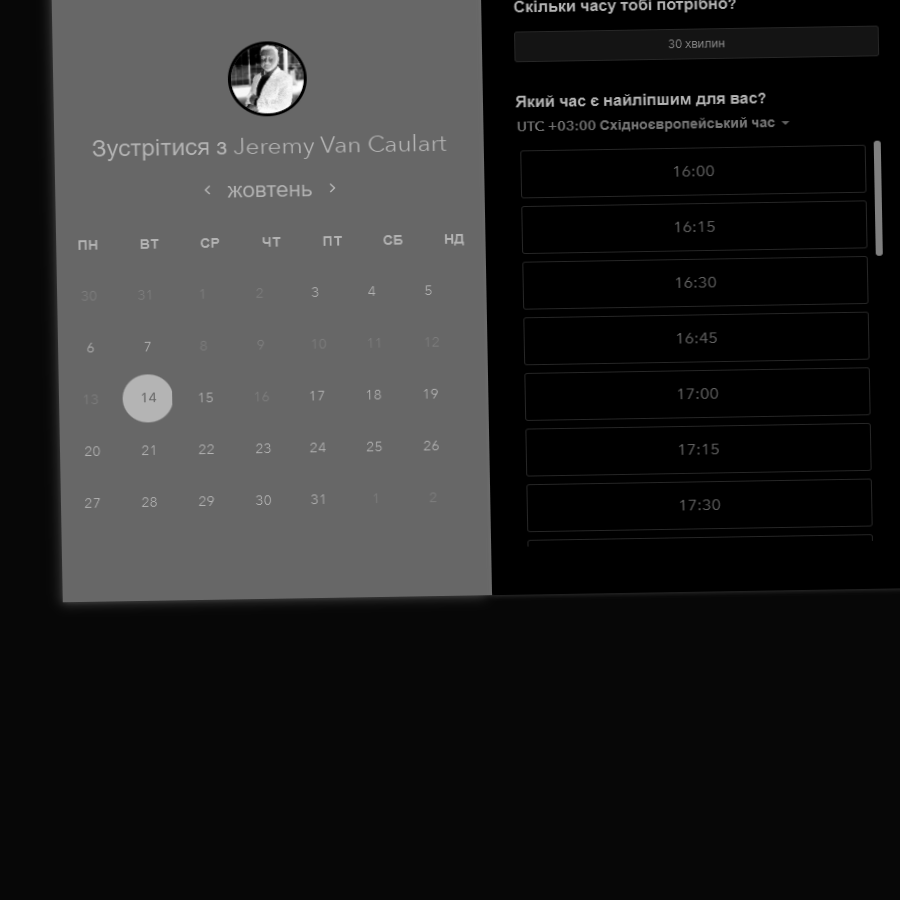 Зустрітися з Jeremy Van Caulart
жовтень
ПН ВТ СР ЧТ ПТ СБ НД
30 31 1 2 3 4 5
6 7 8 9 10 11 12
13 14 15 16 17 18 19
20 21 22 23 24 25 26
27 28 29 30 31 1 2
Скільки часу тобі потрібно?
30 хвилин
Який час є найліпшим для вас?
UTC +03:00 Східноєвропейський час
16:00
16:15
16:30
16:45
17:00
17:15
17:30